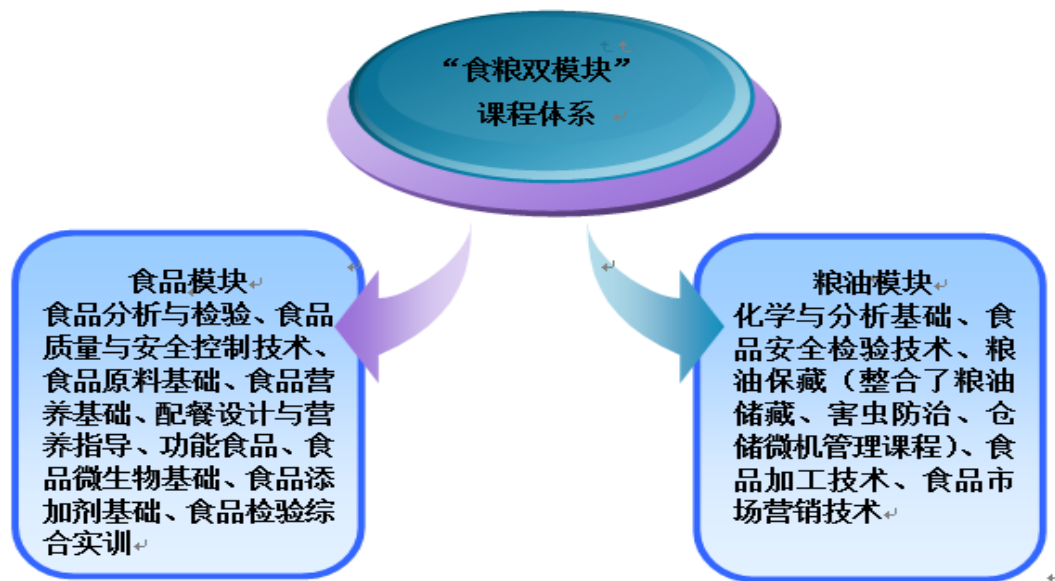 “食粮双模块”
课程体系
食品模块
食品分析与检验、食品
质量与安全控制技术、
食品原料基础、食品营
养基础、配餐设计与营
养指导、功能食品、食
品微生物基础、食品添
加剂基础、食品检验综
合实训
粮油模块
化学与分析基础、食
品安全检验技术、粮
油保藏（整合了粮油
储藏、害虫防治、仓
储微机管理课程）、食
品加工技术、食品市
场营销技术